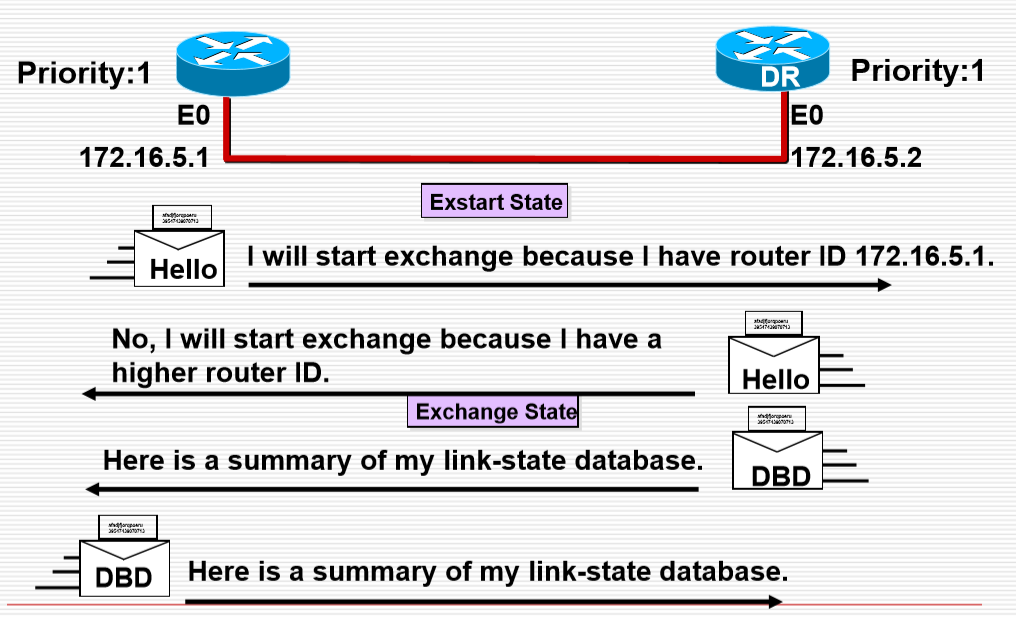 Priority:1
DR
Priority:1
E0
E0
172.16.5.1
172.16.5.2
Exstart State
Hello
I will start exchange because I have router ID 172.16.5.1.
No, I will start exchange because I have a
higher router ID.
Hello
Exchange State
Here is a summary of my link-state database.
DBD
DBD
Here is a summary of my link-state database.